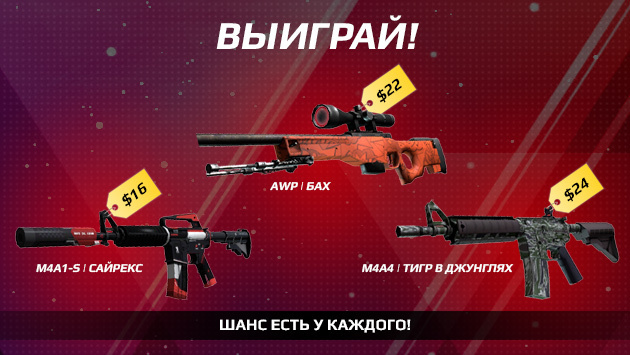 ВЫИГРАЙ!
$22
AWP | БАХ
$16
$24
M4A1-S | САЙРЕКС
M4A4 | ТИГР В ДЖУНГЛЯХ
ШАНС ЕСТЬ У КАЖДОГО!